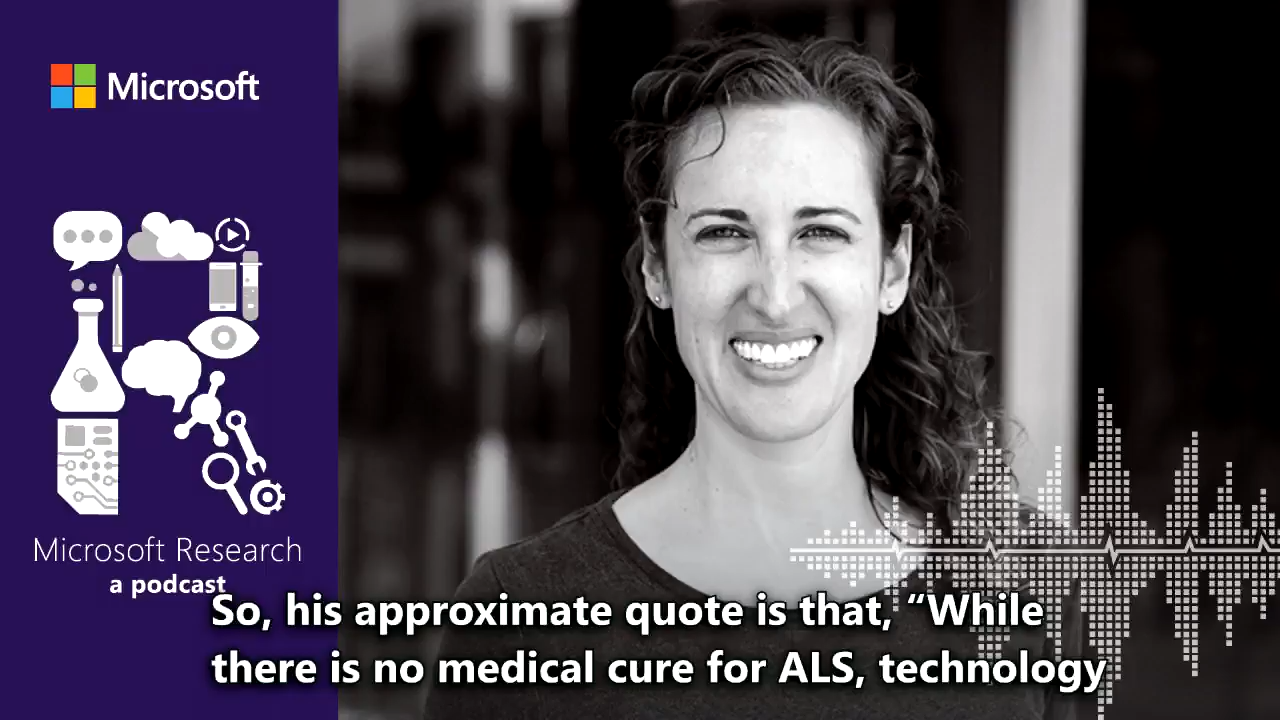 Microsoft
Microsoft Research
a podcast
So, his approximate quote is that, “While
there is no medical cure for ALS, technology